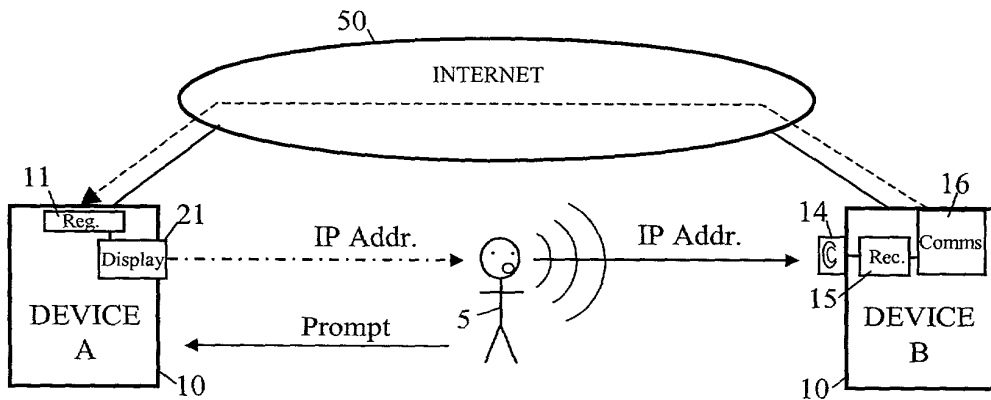 50
INTERNET
11
Reg.
21
Display
IP Addr.
IP Addr.
14
16
Comms
Rec.
15
5
Prompt
DEVICE
A
10
DEVICE
B
10